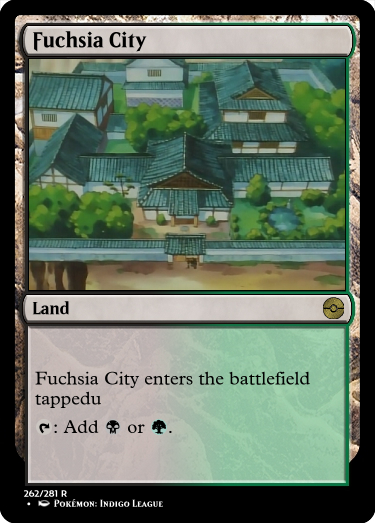 Fuchsia City
Land
Fuchsia City enters the battlefield
tappedu
: Add or .
262/281 R
• Pokémon: Indigo League